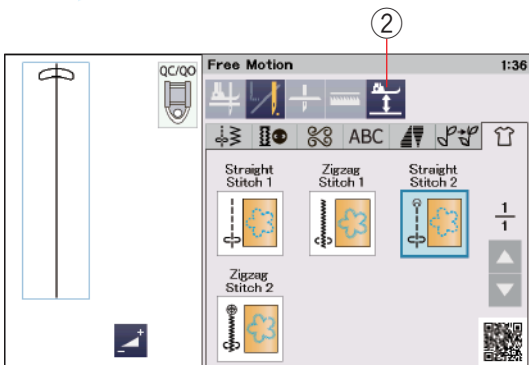 ②
QC/QO
Free Motion 1:36
ABC
Straight
Stitch 1
Zigzag
Stitch 1
Straight
Stitch 2
1
1
Zigzag
Stitch 2